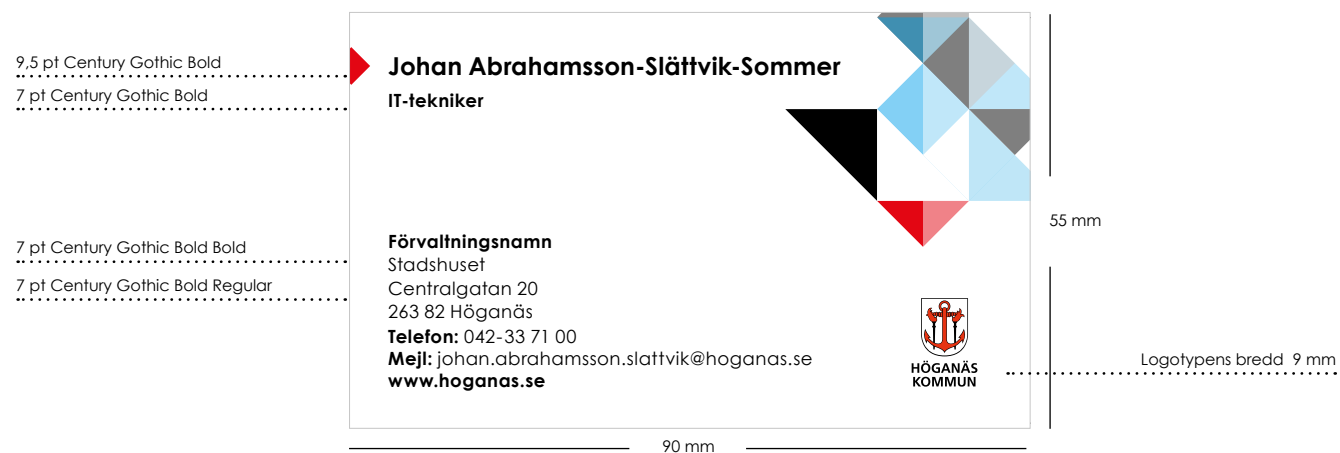 9,5 pt Century Gothic Bold
7 pt Century Gothic Bold
Johan Abrahamsson-Slättvik-Sommer
IT-tekniker
7 pt Century Gothic Bold Bold
7 pt Century Gothic Bold Regular
Förvaltningsnamn
Stadshuset
Centralgatan 20
263 82 Höganäs
Telefon: 042-33 71 00
Mejl: johan.abrahamsson.slattvik@hoganas.se
www.hoganas.se
HÖGANÄS
KOMMUN
55 mm
Logotypens bredd 9 mm
90 mm